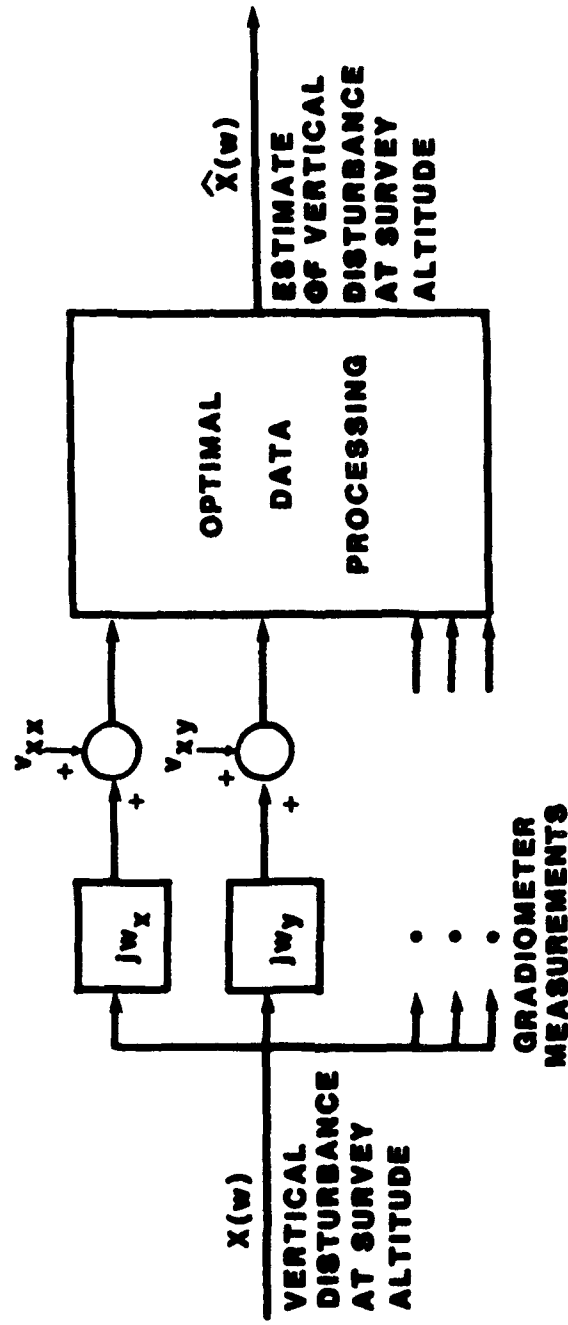 X(w)
VERTICAL
DISTURBANCE
AT SURVEY
ALTITUDE
jw_x
jw_y
v_xx
+
+
v_xy
+
+
GRADIOMETER
MEASUREMENTS
OPTIMAL
DATA
PROCESSING
X̂(w)
ESTIMATE
OF VERTICAL
DISTURBANCE
AT SURVEY
ALTITUDE